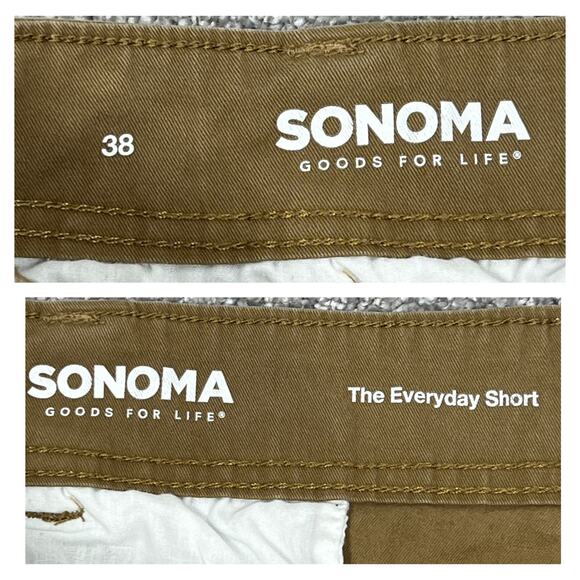 38
SONOMA
GOODS FOR LIFE®
SONOMA
GOODS FOR LIFE®
The Everyday Short